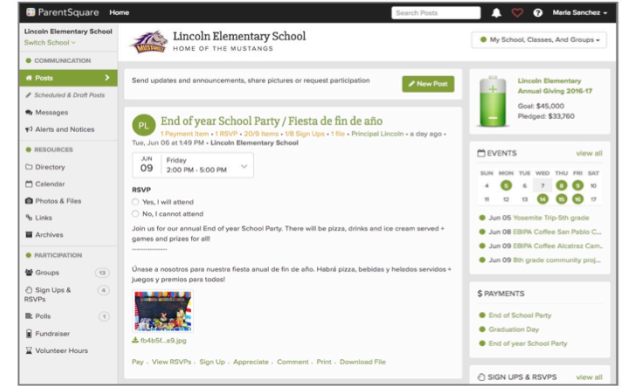 ParentSquare Home
Search Posts
Maria Sanchez
Lincoln Elementary School
Switch School
COMMUNICATION
Posts
Scheduled & Draft Posts
Messages
Alerts and Notices
RESOURCES
Directory
Calendar
Photos & Files
Links
Archives
PARTICIPATION
Groups 13
Sign Ups & RSVPs 4
Polls 1
Fundraiser
Volunteer Hours
MUSTANGS
Lincoln Elementary School
HOME OF THE MUSTANGS
My School, Classes, And Groups
Send updates and announcements, share pictures or request participation
New Post
PL
End of year School Party / Fiesta de fin de año
1 Payment Item • 1 RSVP • 20/9 Items • 1/8 Sign Ups • 1 file • Principal Lincoln • a day ago •
Tue, Jun 06 at 1:49 PM • Lincoln Elementary School
JUN
09
Friday
2:00 PM - 5:00 PM
RSVP
Yes, I will attend
No, I cannot attend
Join us for our annual End of year School Party. There will be pizza, drinks and ice cream served +
games and prizes for all!
Únase a nosotros para nuestra fiesta anual de fin de año. Habrá pizza, bebidas y helados servidos +
juegos y premios para todos!
fb4b5f...e9.jpg
Pay - View RSVPs - Sign Up - Appreciate - Comment - Print - Download File
Lincoln Elementary
Annual Giving 2016-17
Goal: $45,000
Pledged: $33,760
EVENTS view all
SUN MON TUE WED THU FRI SAT
4 5 6 7 8 9 10
11 12 13 14 15 16 17
Jun 05 Yosemite Trip-5th grade
Jun 08 EBIPA Coffee San Pablo C...
Jun 09 EBIPA Coffee Alcatraz Cam..
Jun 09 8th grade community proj...
$ PAYMENTS
End of School Party
Graduation Day
End of year School Party
SIGN UPS & RSVPS view all